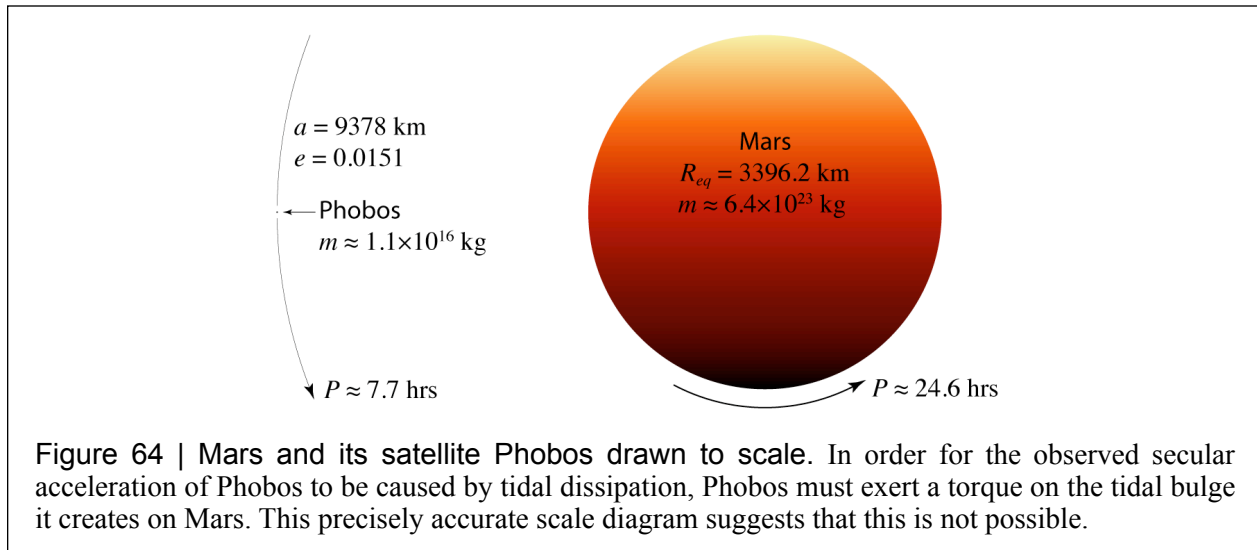 a = 9378 km
e = 0.0151
Phobos
m ≈ 1.1×10¹⁶ kg
P ≈ 7.7 hrs
Mars
R_eq = 3396.2 km
m ≈ 6.4×10²³ kg
P ≈ 24.6 hrs
Figure 64 | Mars and its satellite Phobos drawn to scale. In order for the observed secular
acceleration of Phobos to be caused by tidal dissipation, Phobos must exert a torque on the tidal bulge
it creates on Mars. This precisely accurate scale diagram suggests that this is not possible.